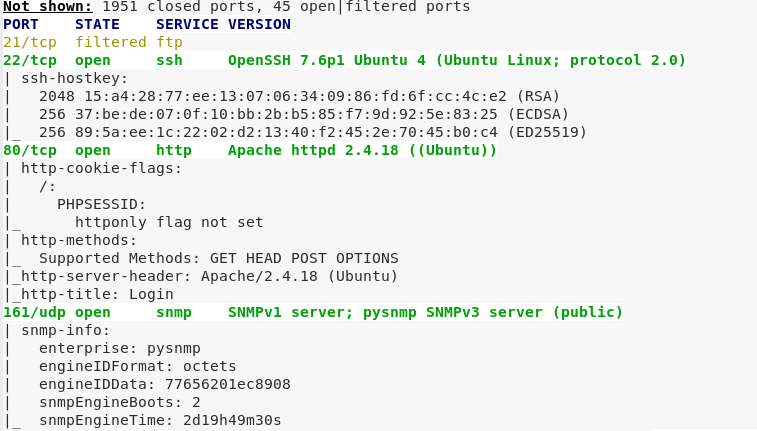 Not shown: 1951 closed ports, 45 open|filtered ports
PORT    STATE    SERVICE VERSION
21/tcp  filtered ftp
22/tcp  open     ssh     OpenSSH 7.6p1 Ubuntu 4 (Ubuntu Linux; protocol 2.0)
| ssh-hostkey:
|   2048 15:a4:28:77:ee:13:07:06:34:09:86:fd:6f:cc:4c:e2 (RSA)
|   256 37:be:de:07:0f:10:bb:2b:b5:85:f7:9d:92:5e:83:25 (ECDSA)
|_  256 89:5a:ee:1c:22:02:d2:13:40:f2:45:2e:70:45:b0:c4 (ED25519)
80/tcp  open     http    Apache httpd 2.4.18 ((Ubuntu))
| http-cookie-flags:
|   /:
|     PHPSESSID:
|_      httponly flag not set
| http-methods:
|_  Supported Methods: GET HEAD POST OPTIONS
|_http-server-header: Apache/2.4.18 (Ubuntu)
|_http-title: Login
161/udp open     snmp    SNMPv1 server; pysnmp SNMPv3 server (public)
| snmp-info:
|   enterprise: pysnmp
|   engineIDFormat: octets
|   engineIDData: 77656201ec8908
|   snmpEngineBoots: 2
|_  snmpEngineTime: 2d19h49m30s